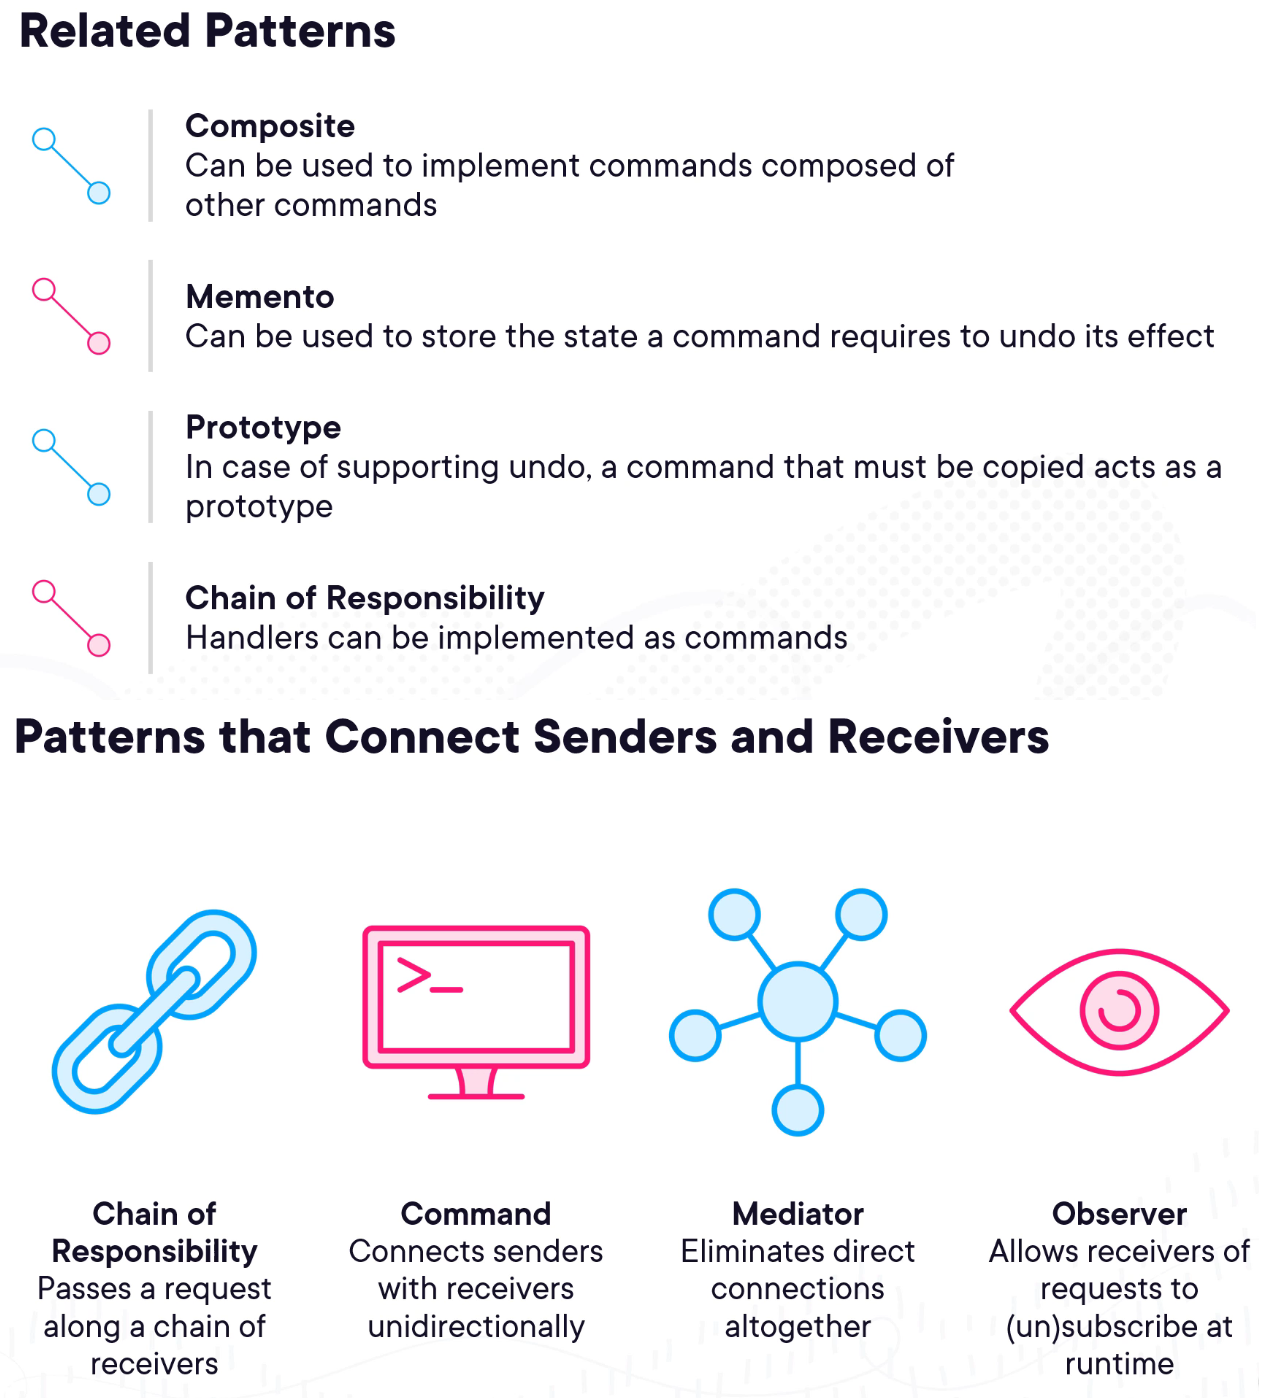 Related Patterns
Composite
Can be used to implement commands composed of
other commands
Memento
Can be used to store the state a command requires to undo its effect
Prototype
In case of supporting undo, a command that must be copied acts as a
prototype
Chain of Responsibility
Handlers can be implemented as commands
Patterns that Connect Senders and Receivers
>_
Chain of
Responsibility
Passes a request
along a chain of
receivers
Command
Connects senders
with receivers
unidirectionally
Mediator
Eliminates direct
connections
altogether
Observer
Allows receivers of
requests to
(un)subscribe at
runtime